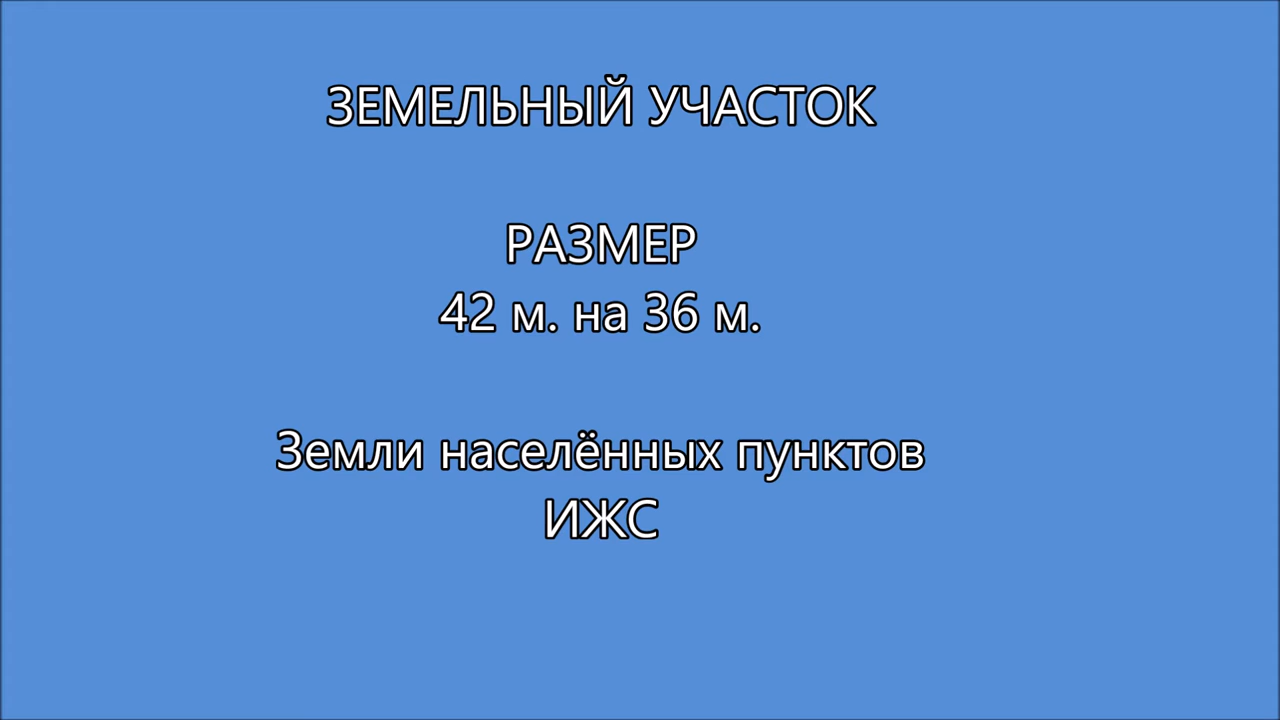 ЗЕМЕЛЬНЫЙ УЧАСТОК
РАЗМЕР
42 м. на 36 м.
Земли населённых пунктов
ИЖС